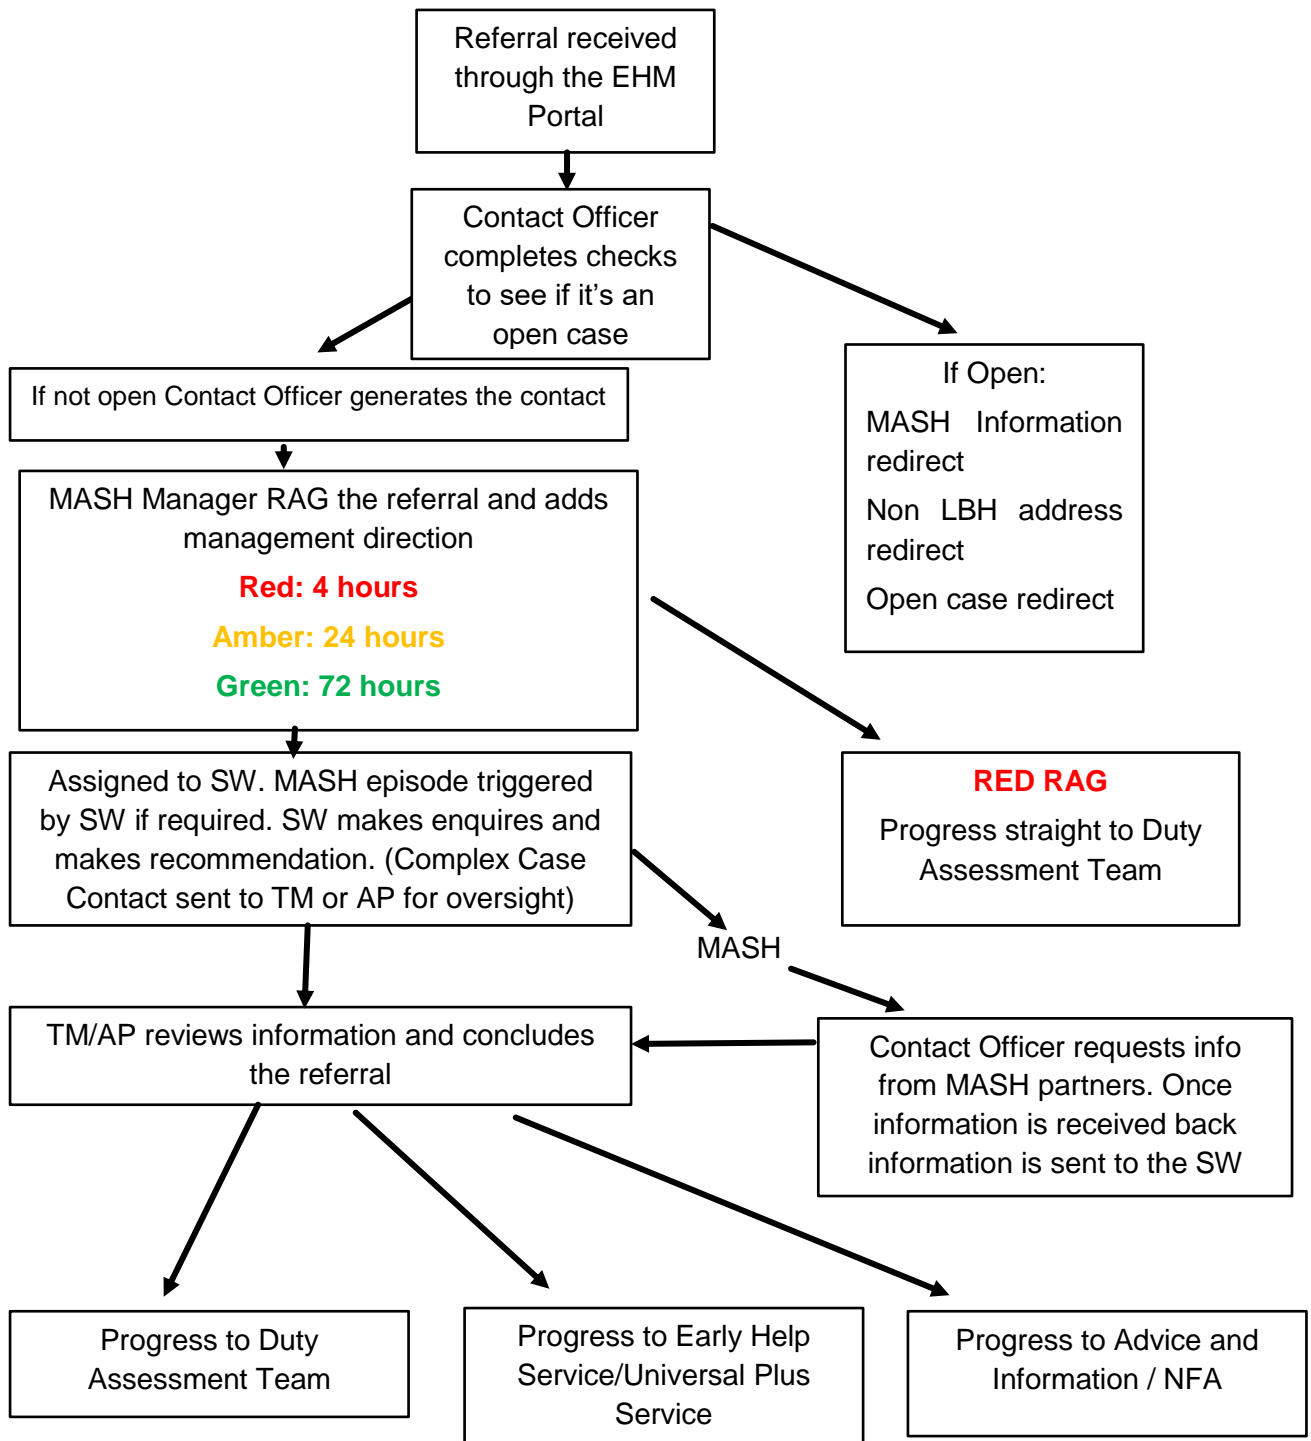 Referral received
through the EHM
Portal
Contact Officer
completes checks
to see if it’s an
open case
If not open Contact Officer generates the contact
If Open:
MASH Information
redirect
Non LBH address
redirect
Open case redirect
MASH Manager RAG the referral and adds
management direction
Red: 4 hours
Amber: 24 hours
Green: 72 hours
Assigned to SW. MASH episode triggered
by SW if required. SW makes enquires and
makes recommendation. (Complex Case
Contact sent to TM or AP for oversight)
RED RAG
Progress straight to Duty
Assessment Team
MASH
TM/AP reviews information and concludes
the referral
Contact Officer requests info
from MASH partners. Once
information is received back
information is sent to the SW
Progress to Duty
Assessment Team
Progress to Early Help
Service/Universal Plus
Service
Progress to Advice and
Information / NFA